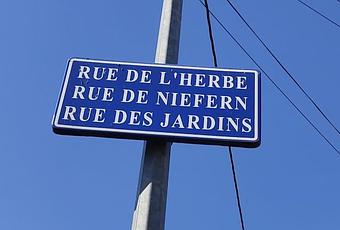 RUE DE L'HERBE
RUE DE NIEFERN
RUE DES JARDINS